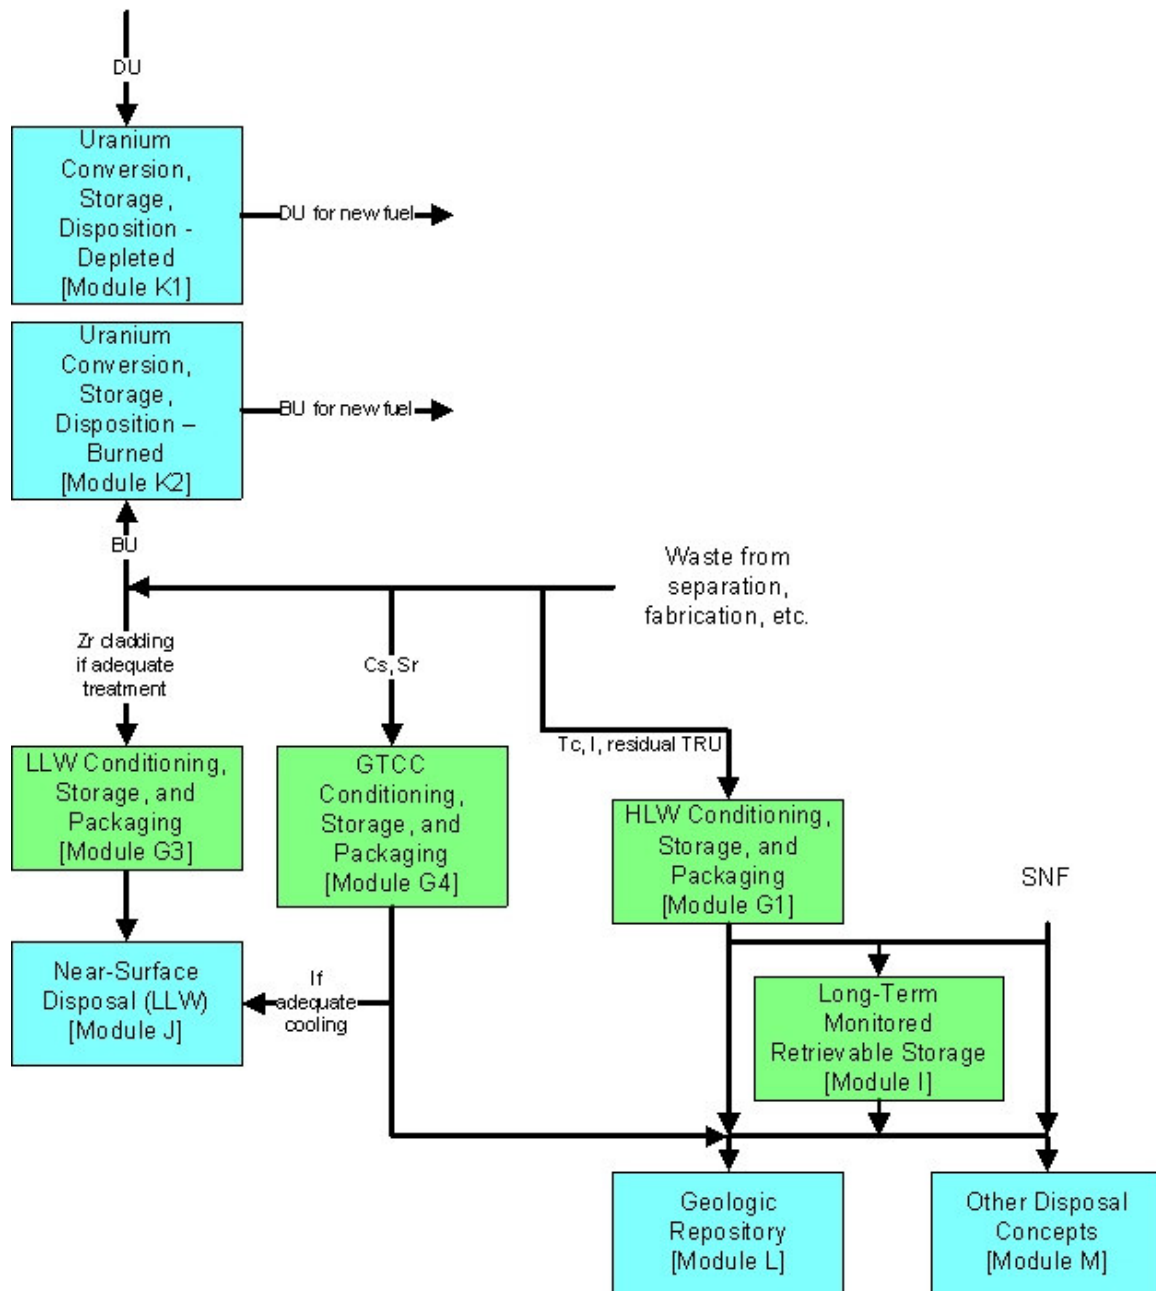 DU
Uranium
Conversion,
Storage,
Disposition -
Depleted
[Module K1]
DU for new fuel
Uranium
Conversion,
Storage,
Disposition –
Burned
[Module K2]
BU for new fuel
BU
Waste from
separation,
fabrication, etc.
Zr cladding
if adequate
treatment
Cs, Sr
Tc, I, residual TRU
LLW Conditioning,
Storage, and
Packaging
[Module G3]
GTCC
Conditioning,
Storage, and
Packaging
[Module G4]
HLW Conditioning,
Storage, and
Packaging
[Module G1]
SNF
Near-Surface
Disposal (LLW)
[Module J]
If
adequate
cooling
Long-Term
Monitored
Retrievable Storage
[Module I]
Geologic
Repository
[Module L]
Other Disposal
Concepts
[Module M]